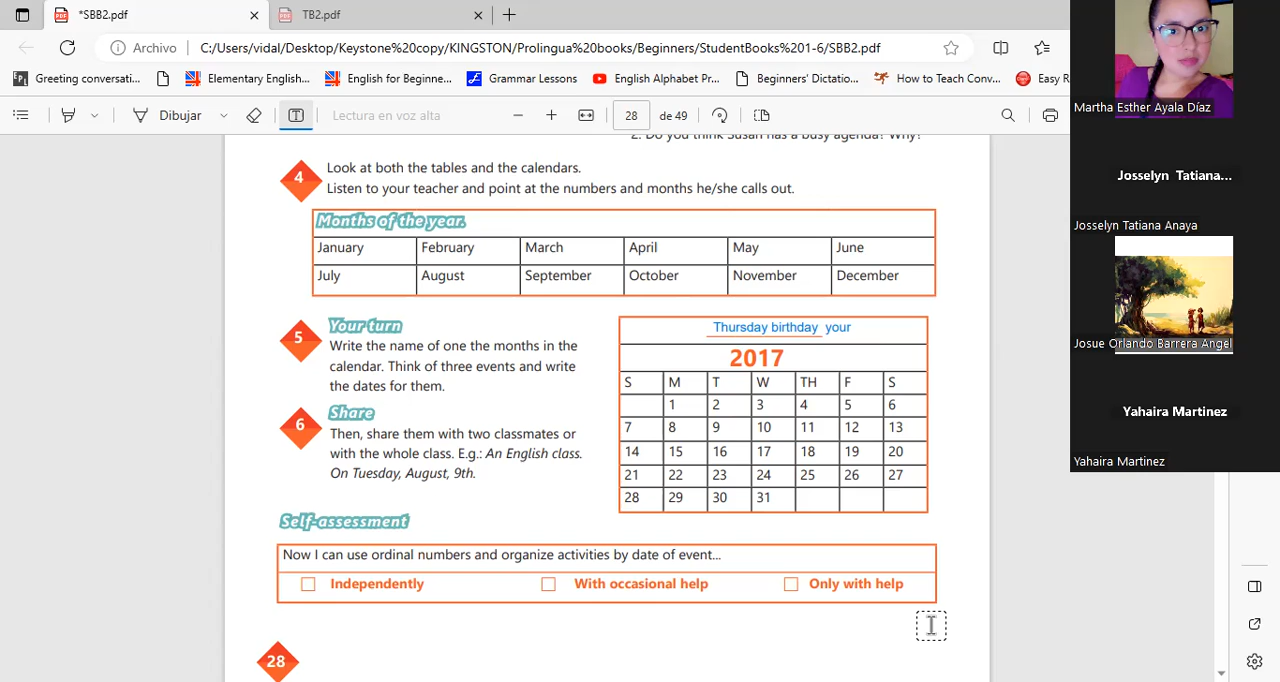 *SBB2.pdf
TB2.pdf
Archivo
C:/Users/vidal/Desktop/Keystone%20copy/KINGSTON/Prolingua%20books/Beginners/StudentBooks%201-6/SBB2.pdf
Greeting conversati...
Elementary English...
English for Beginne...
Grammar Lessons
English Alphabet Pr...
Beginners' Dictatio...
How to Teach Conv...
Easy R
Dibujar
Lectura en voz alta
28 de 49
2. Do you think Susan has a busy agenda? Why?
4
Look at both the tables and the calendars.
Listen to your teacher and point at the numbers and months he/she calls out.
Months of the year.
January February March April May June
July August September October November December
5
Your turn
Write the name of one the months in the
calendar. Think of three events and write
the dates for them.
6
Share
Then, share them with two classmates or
with the whole class. E.g.: An English class.
On Tuesday, August, 9th.
Thursday birthday your
2017
S M T W TH F S
1 2 3 4 5 6
7 8 9 10 11 12 13
14 15 16 17 18 19 20
21 22 23 24 25 26 27
28 29 30 31
Self-assessment
Now I can use ordinal numbers and organize activities by date of event...
Independently With occasional help Only with help
28
Martha Esther Ayala Díaz
Josselyn Tatiana...
Josselyn Tatiana Anaya
Josue Orlando Barrera Angel
Yahaira Martinez
Yahaira Martinez